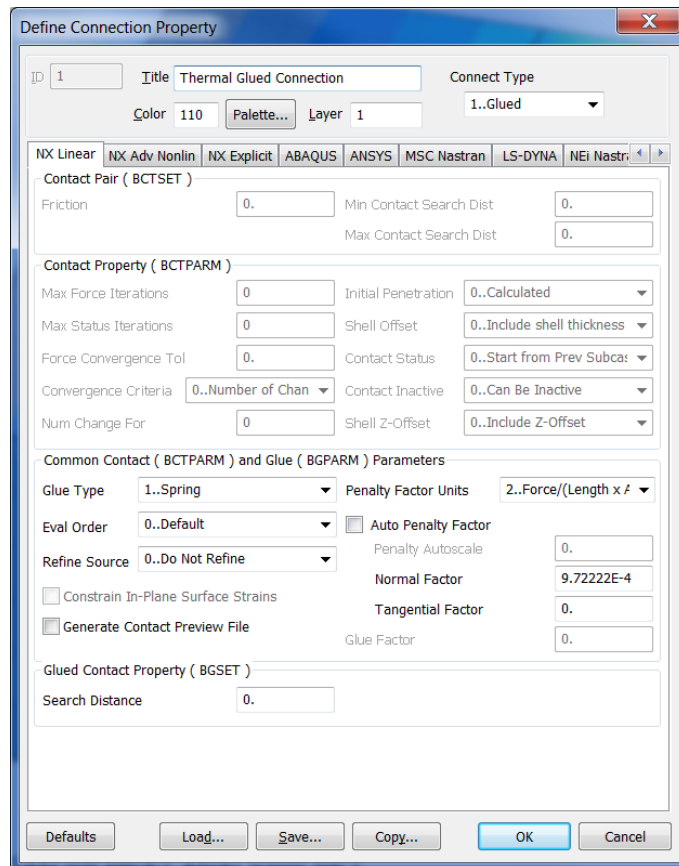 Define Connection Property
ID 1 Title Thermal Glued Connection Connect Type
Color 110 Palette... Layer 1 1..Glued
NX Linear NX Adv Nonlin NX Explicit ABAQUS ANSYS MSC Nastran LS-DYNA NEi Nastra
Contact Pair ( BCTSET )
Friction 0. Min Contact Search Dist 0.
Max Contact Search Dist 0.
Contact Property ( BCTPARM )
Max Force Iterations 0 Initial Penetration 0..Calculated
Max Status Iterations 0 Shell Offset 0..Include shell thickness
Force Convergence Tol 0. Contact Status 0..Start from Prev Subcas
Convergence Criteria 0..Number of Chan Contact Inactive 0..Can Be Inactive
Num Change For 0 Shell Z-Offset 0..Include Z-Offset
Common Contact ( BCTPARM ) and Glue ( BGPARM ) Parameters
Glue Type 1..Spring Penalty Factor Units 2..Force/(Length x A
Eval Order 0..Default Auto Penalty Factor
Refine Source 0..Do Not Refine Penalty Autoscale 0.
Normal Factor 9.72222E-4
Constrain In-Plane Surface Strains
Tangential Factor 0.
Generate Contact Preview File
Glue Factor 0.
Glued Contact Property ( BGSET )
Search Distance 0.
Defaults Load... Save... Copy... OK Cancel